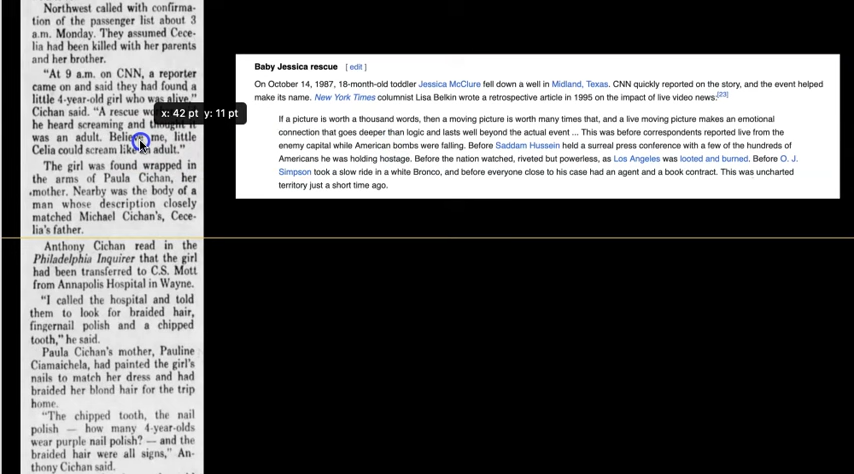 Northwest called with confirma-
tion of the passenger list about 3
a.m. Monday. They assumed Cece-
lia had been killed with her parents
and her brother.
"At 9 a.m. on CNN, a reporter
came on and said they had found a
little 4-year-old girl who was alive,"
Cichan said. "A rescue
he heard screaming and thought it
was an adult. Believe me, little
Celia could scream like an adult."
The girl was found wrapped in
the arms of Paula Cichan, her
mother. Nearby was the body of a
man whose description closely
matched Michael Cichan's, Cece-
lia's father.
Anthony Cichan read in the
Philadelphia Inquirer that the girl
had been transferred to C.S. Mott
from Annapolis Hospital in Wayne.
"I called the hospital and told
them to look for braided hair,
fingernail polish and a chipped
tooth," he said.
Paula Cichan's mother, Pauline
Ciamaichela, had painted the girl's
nails to match her dress and had
braided her blond hair for the trip
home.
"The chipped tooth, the nail
polish — how many 4-year-olds
wear purple nail polish? — and the
braided hair were all signs," An-
thony Cichan said.
x: 42 pt y: 11 pt
Baby Jessica rescue [ edit ]
On October 14, 1987, 18-month-old toddler Jessica McClure fell down a well in Midland, Texas. CNN quickly reported on the story, and the event helped
make its name. New York Times columnist Lisa Belkin wrote a retrospective article in 1995 on the impact of live video news.[23]
If a picture is worth a thousand words, then a moving picture is worth many times that, and a live moving picture makes an emotional
connection that goes deeper than logic and lasts well beyond the actual event ... This was before correspondents reported live from the
enemy capital while American bombs were falling. Before Saddam Hussein held a surreal press conference with a few of the hundreds of
Americans he was holding hostage. Before the nation watched, riveted but powerless, as Los Angeles was looted and burned. Before O. J.
Simpson took a slow ride in a white Bronco, and before everyone close to his case had an agent and a book contract. This was uncharted
territory just a short time ago.